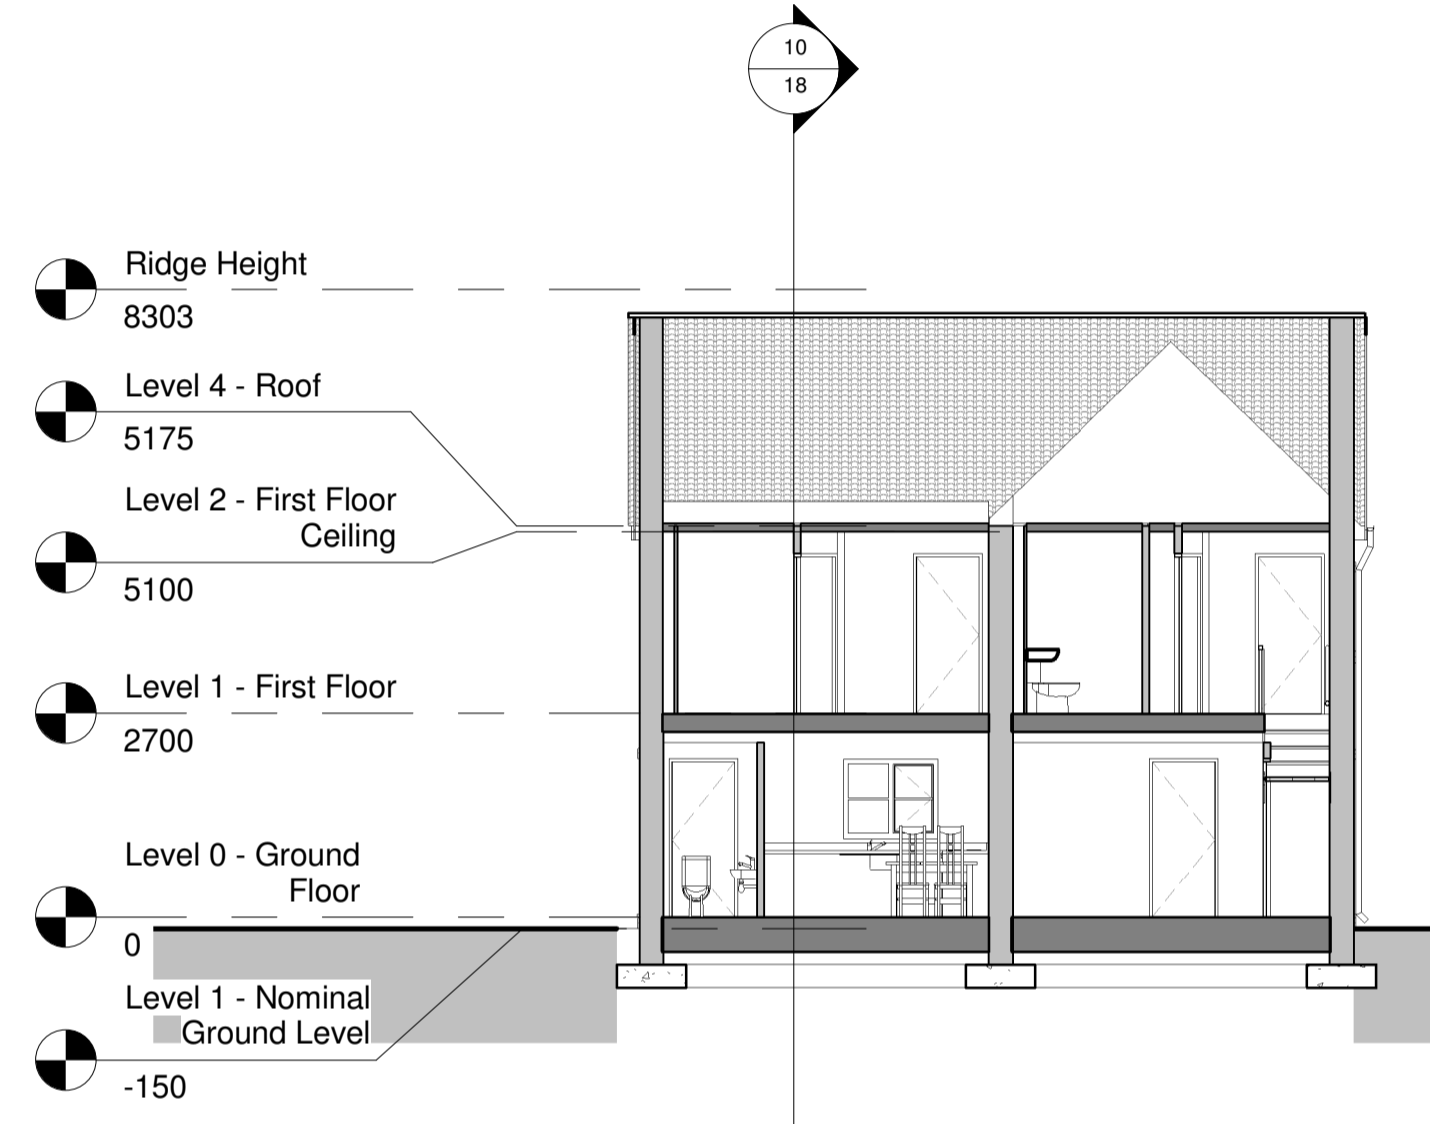 10
18
Ridge Height
8303
Level 4 - Roof
5175
Level 2 - First Floor
Ceiling
5100
Level 1 - First Floor
2700
Level 0 - Ground
Floor
0
Level 1 - Nominal
Ground Level
-150